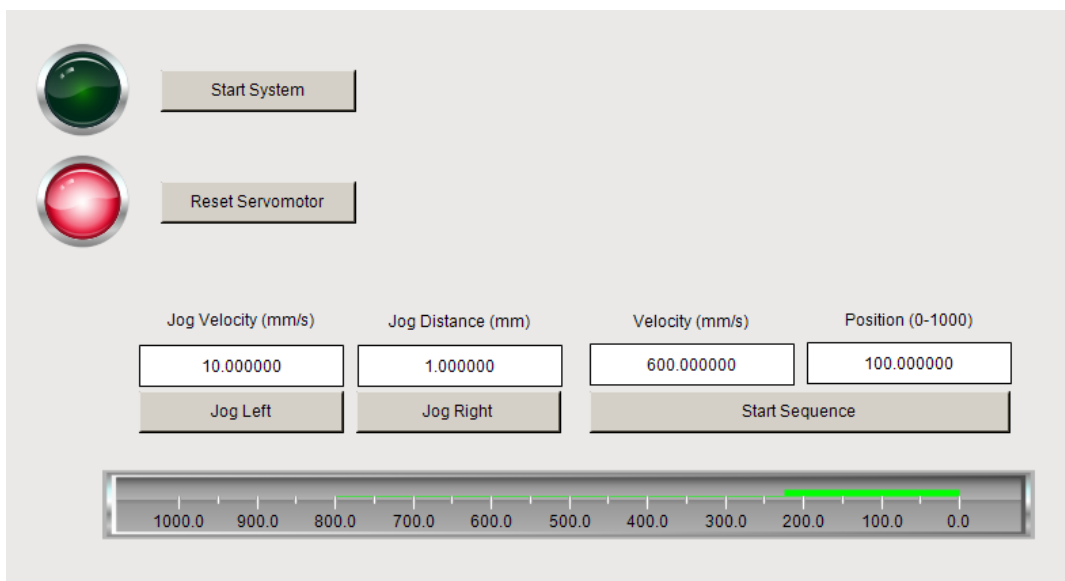 Start System
Reset Servomotor
Jog Velocity (mm/s) Jog Distance (mm) Velocity (mm/s) Position (0-1000)
10.000000 1.000000 600.000000 100.000000
Jog Left Jog Right Start Sequence
1000.0 900.0 800.0 700.0 600.0 500.0 400.0 300.0 200.0 100.0 0.0